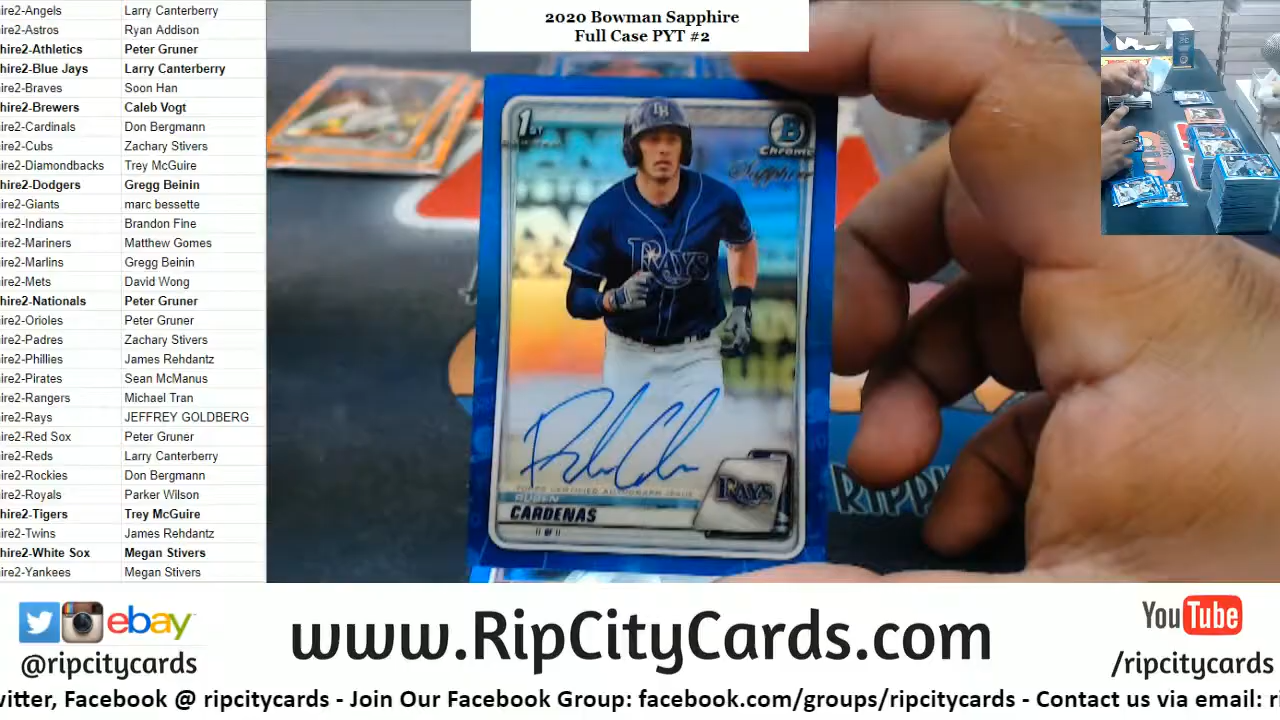 2020 Bowman Sapphire
Full Case PYT #2
ire2-Angels Larry Canterberry
ire2-Astros Ryan Addison
hire2-Athletics Peter Gruner
hire2-Blue Jays Larry Canterberry
ire2-Braves Soon Han
hire2-Brewers Caleb Vogt
ire2-Cardinals Don Bergmann
ire2-Cubs Zachary Stivers
ire2-Diamondbacks Trey McGuire
hire2-Dodgers Gregg Beinin
ire2-Giants marc bessette
ire2-Indians Brandon Fine
ire2-Mariners Matthew Gomes
ire2-Marlins Gregg Beinin
ire2-Mets David Wong
hire2-Nationals Peter Gruner
ire2-Orioles Peter Gruner
ire2-Padres Zachary Stivers
ire2-Phillies James Rehdantz
ire2-Pirates Sean McManus
ire2-Rangers Michael Tran
ire2-Rays JEFFREY GOLDBERG
ire2-Red Sox Peter Gruner
ire2-Reds Larry Canterberry
ire2-Rockies Don Bergmann
ire2-Royals Parker Wilson
hire2-Tigers Trey McGuire
ire2-Twins James Rehdantz
hire2-White Sox Megan Stivers
ire2-Yankees Megan Stivers
1ST
B
Chrome
Sapphire
TB
RAYS
TOPPS CERTIFIED AUTOGRAPH ISSUE
RUBEN
CARDENAS
OF
RAYS
RIPPI
ebay
@ripcitycards
www.RipCityCards.com
YouTube
/ripcitycards
witter, Facebook @ ripcitycards - Join Our Facebook Group: facebook.com/groups/ripcitycards - Contact us via email: ri